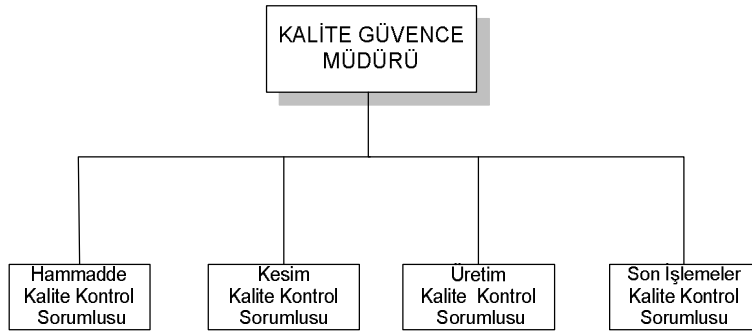 KALİTE GÜVENCE
MÜDÜRÜ
Hammadde
Kalite Kontrol
Sorumlusu
Kesim
Kalite Kontrol
Sorumlusu
Üretim
Kalite Kontrol
Sorumlusu
Son İşlemeler
Kalite Kontrol
Sorumlusu